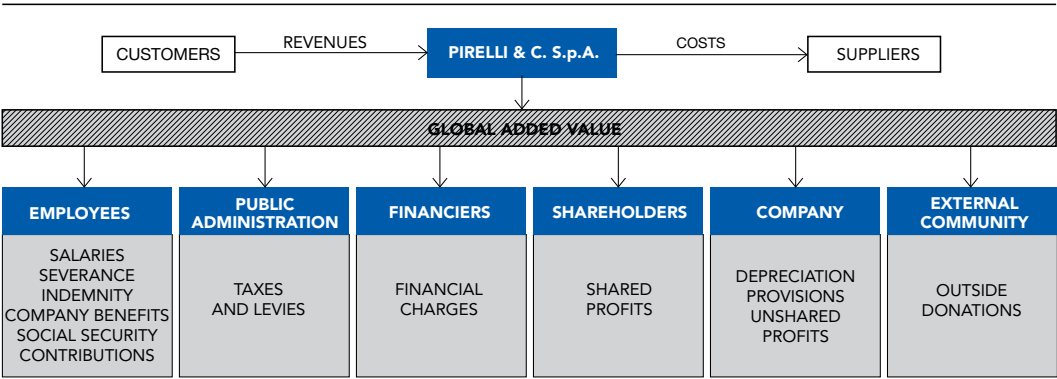 CUSTOMERS
REVENUES
PIRELLI & C. S.p.A.
COSTS
SUPPLIERS
GLOBAL ADDED VALUE
EMPLOYEES
SALARIES
SEVERANCE
INDEMNITY
COMPANY BENEFITS
SOCIAL SECURITY
CONTRIBUTIONS
PUBLIC
ADMINISTRATION
TAXES
AND LEVIES
FINANCIERS
FINANCIAL
CHARGES
SHAREHOLDERS
SHARED
PROFITS
COMPANY
DEPRECIATION
PROVISIONS
UNSHARED
PROFITS
EXTERNAL
COMMUNITY
OUTSIDE
DONATIONS